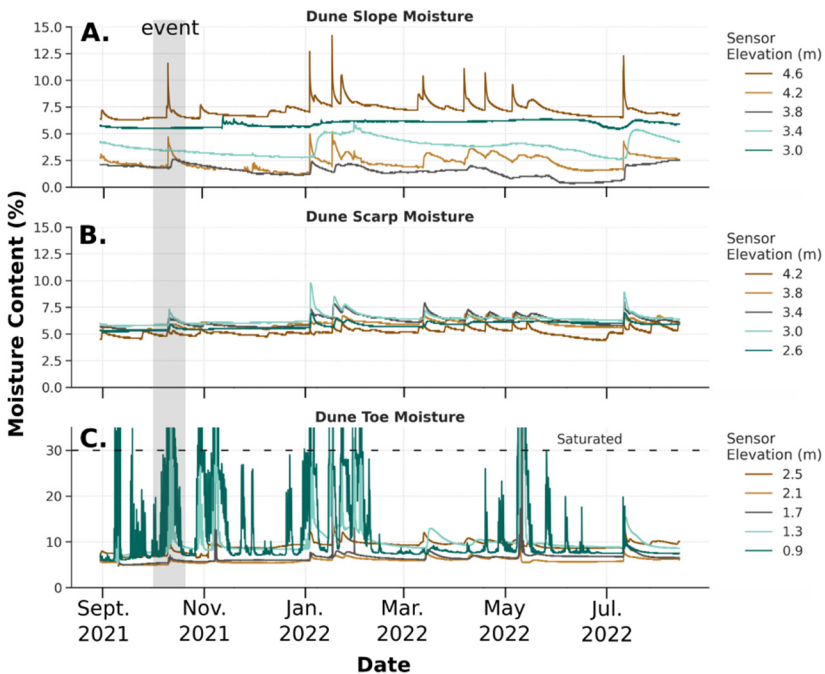 Dune Slope Moisture
A.
event
15.0
12.5
10.0
7.5
5.0
2.5
0.0
Sensor
Elevation (m)
4.6
4.2
3.8
3.4
3.0
Dune Scarp Moisture
B.
15.0
12.5
10.0
7.5
5.0
2.5
0.0
Sensor
Elevation (m)
4.2
3.8
3.4
3.0
2.6
Moisture Content (%)
Dune Toe Moisture
C.
Saturated
30
20
10
0
Sensor
Elevation (m)
2.5
2.1
1.7
1.3
0.9
Sept. Nov. Jan. Mar. May Jul.
2021 2021 2022 2022 2022 2022
Date